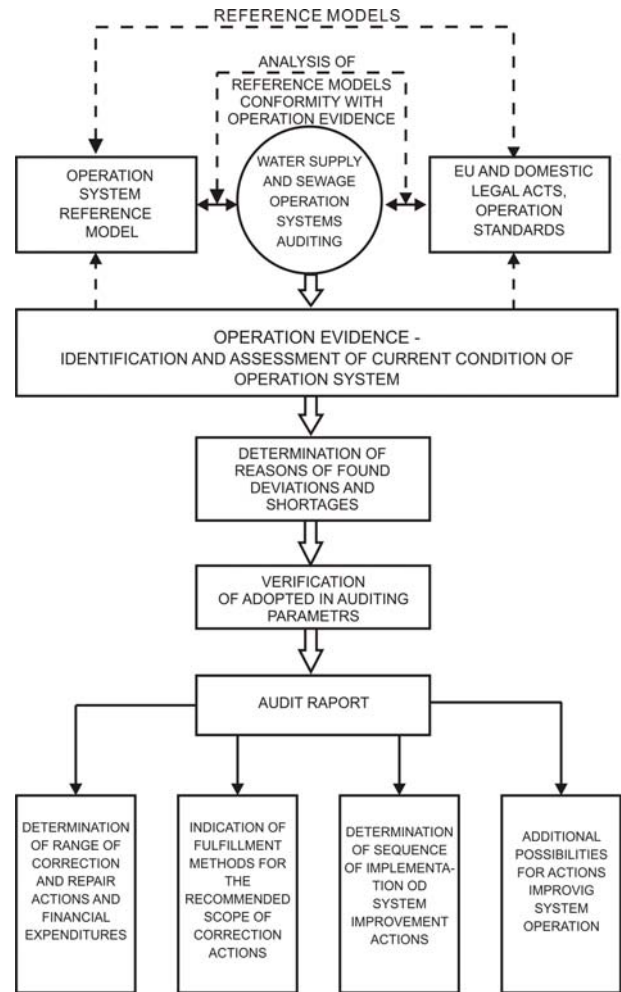 REFERENCE MODELS
ANALYSIS OF
REFERENCE MODELS
CONFORMITY WITH
OPERATION EVIDENCE
OPERATION
SYSTEM
REFERENCE
MODEL
WATER SUPPLY
AND SEWAGE
OPERATION
SYSTEMS
AUDITING
EU AND DOMESTIC
LEGAL ACTS,
OPERATION
STANDARDS
OPERATION EVIDENCE -
IDENTIFICATION AND ASSESSMENT OF CURRENT CONDITION OF
OPERATION SYSTEM
DETERMINATION OF
REASONS OF FOUND
DEVIATIONS AND
SHORTAGES
VERIFICATION
OF ADOPTED IN AUDITING
PARAMETRS
AUDIT RAPORT
DETERMINATION
OF RANGE OF
CORRECTION
AND REPAIR
ACTIONS AND
FINANCIAL
EXPENDITURES
INDICATION OF
FULFILLMENT
METHODS FOR
THE
RECOMMENDED
SCOPE OF
CORRECTION
ACTIONS
DETERMINATION
OF SEQUENCE
OF IMPLEMENTA-
TION OD
SYSTEM
IMPROVEMENT
ACTIONS
ADDITIONAL
POSSIBILITIES
FOR ACTIONS
IMPROVIG
SYSTEM
OPERATION